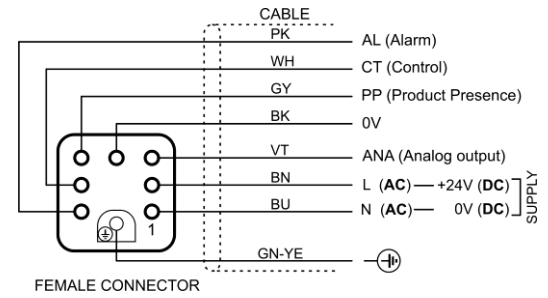 CABLE
PK AL (Alarm)
WH CT (Control)
GY PP (Product Presence)
BK 0V
VT ANA (Analog output)
BN L (AC) +24V (DC)
BU N (AC) 0V (DC)
SUPPLY
1
GN-YE
FEMALE CONNECTOR